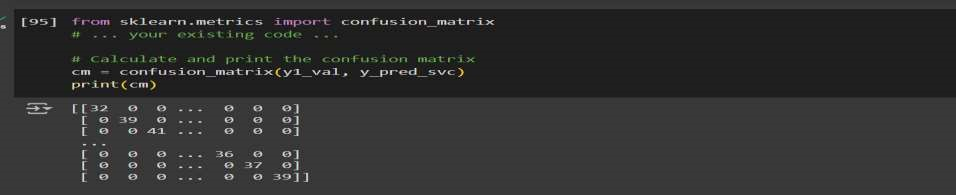 [95] from sklearn.metrics import confusion_matrix
# ... your existing code ...
# Calculate and print the confusion matrix
cm = confusion_matrix(y1_val, y_pred_svc)
print(cm)
[[32  0  0 ...  0  0  0]
 [ 0 39  0 ...  0  0  0]
 [ 0  0 41 ...  0  0  0]
 ...
 [ 0  0  0 ... 36  0  0]
 [ 0  0  0 ...  0 37  0]
 [ 0  0  0 ...  0  0 39]]